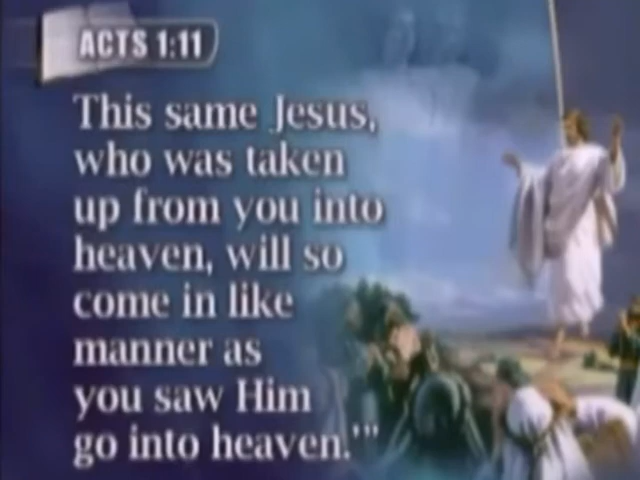 ACTS 1:11
This same Jesus,
who was taken
up from you into
heaven, will so
come in like
manner as
you saw Him
go into heaven.'"